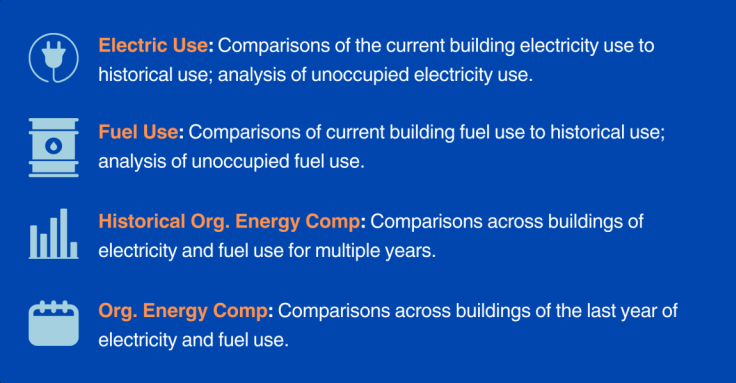 Electric Use: Comparisons of the current building electricity use to
historical use; analysis of unoccupied electricity use.
Fuel Use: Comparisons of current building fuel use to historical use;
analysis of unoccupied fuel use.
Historical Org. Energy Comp: Comparisons across buildings of
electricity and fuel use for multiple years.
Org. Energy Comp: Comparisons across buildings of the last year of
electricity and fuel use.